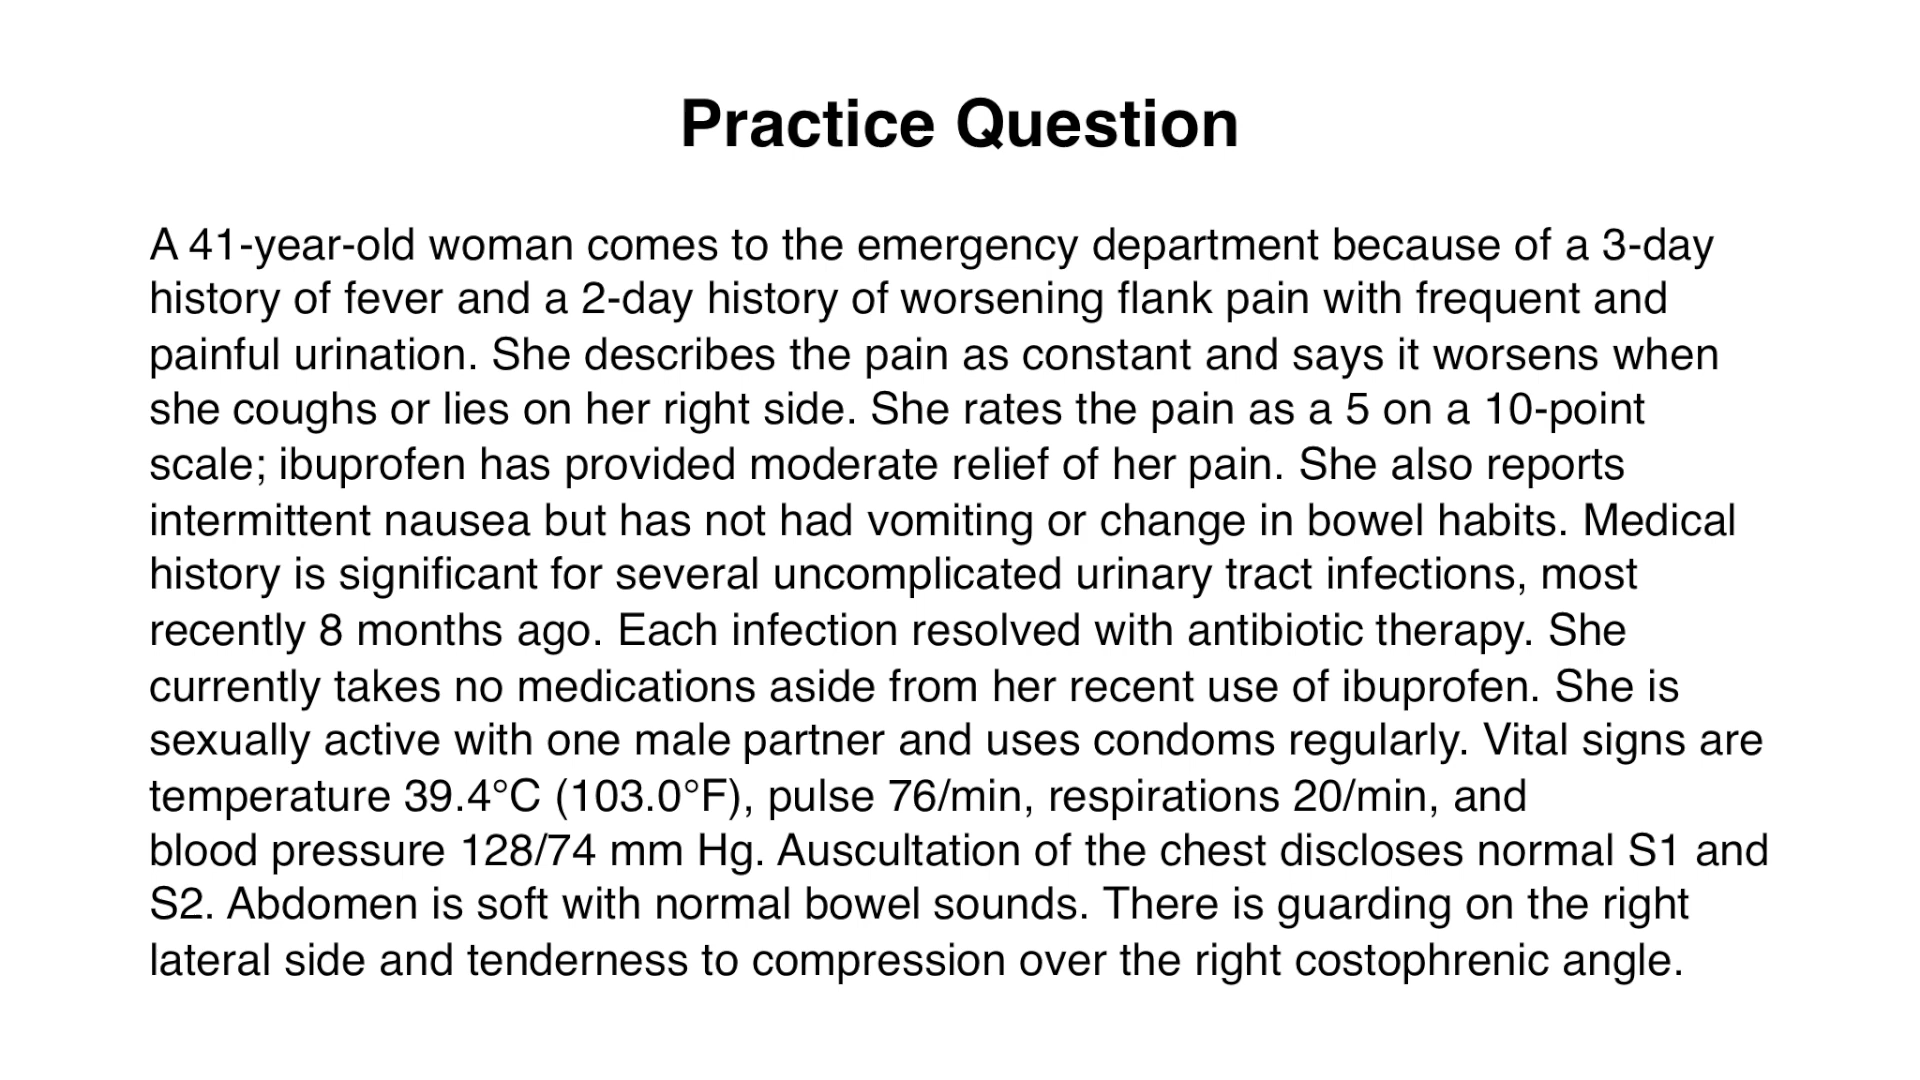 Practice Question
A 41-year-old woman comes to the emergency department because of a 3-day
history of fever and a 2-day history of worsening flank pain with frequent and
painful urination. She describes the pain as constant and says it worsens when
she coughs or lies on her right side. She rates the pain as a 5 on a 10-point
scale; ibuprofen has provided moderate relief of her pain. She also reports
intermittent nausea but has not had vomiting or change in bowel habits. Medical
history is significant for several uncomplicated urinary tract infections, most
recently 8 months ago. Each infection resolved with antibiotic therapy. She
currently takes no medications aside from her recent use of ibuprofen. She is
sexually active with one male partner and uses condoms regularly. Vital signs are
temperature 39.4°C (103.0°F), pulse 76/min, respirations 20/min, and
blood pressure 128/74 mm Hg. Auscultation of the chest discloses normal S1 and
S2. Abdomen is soft with normal bowel sounds. There is guarding on the right
lateral side and tenderness to compression over the right costophrenic angle.